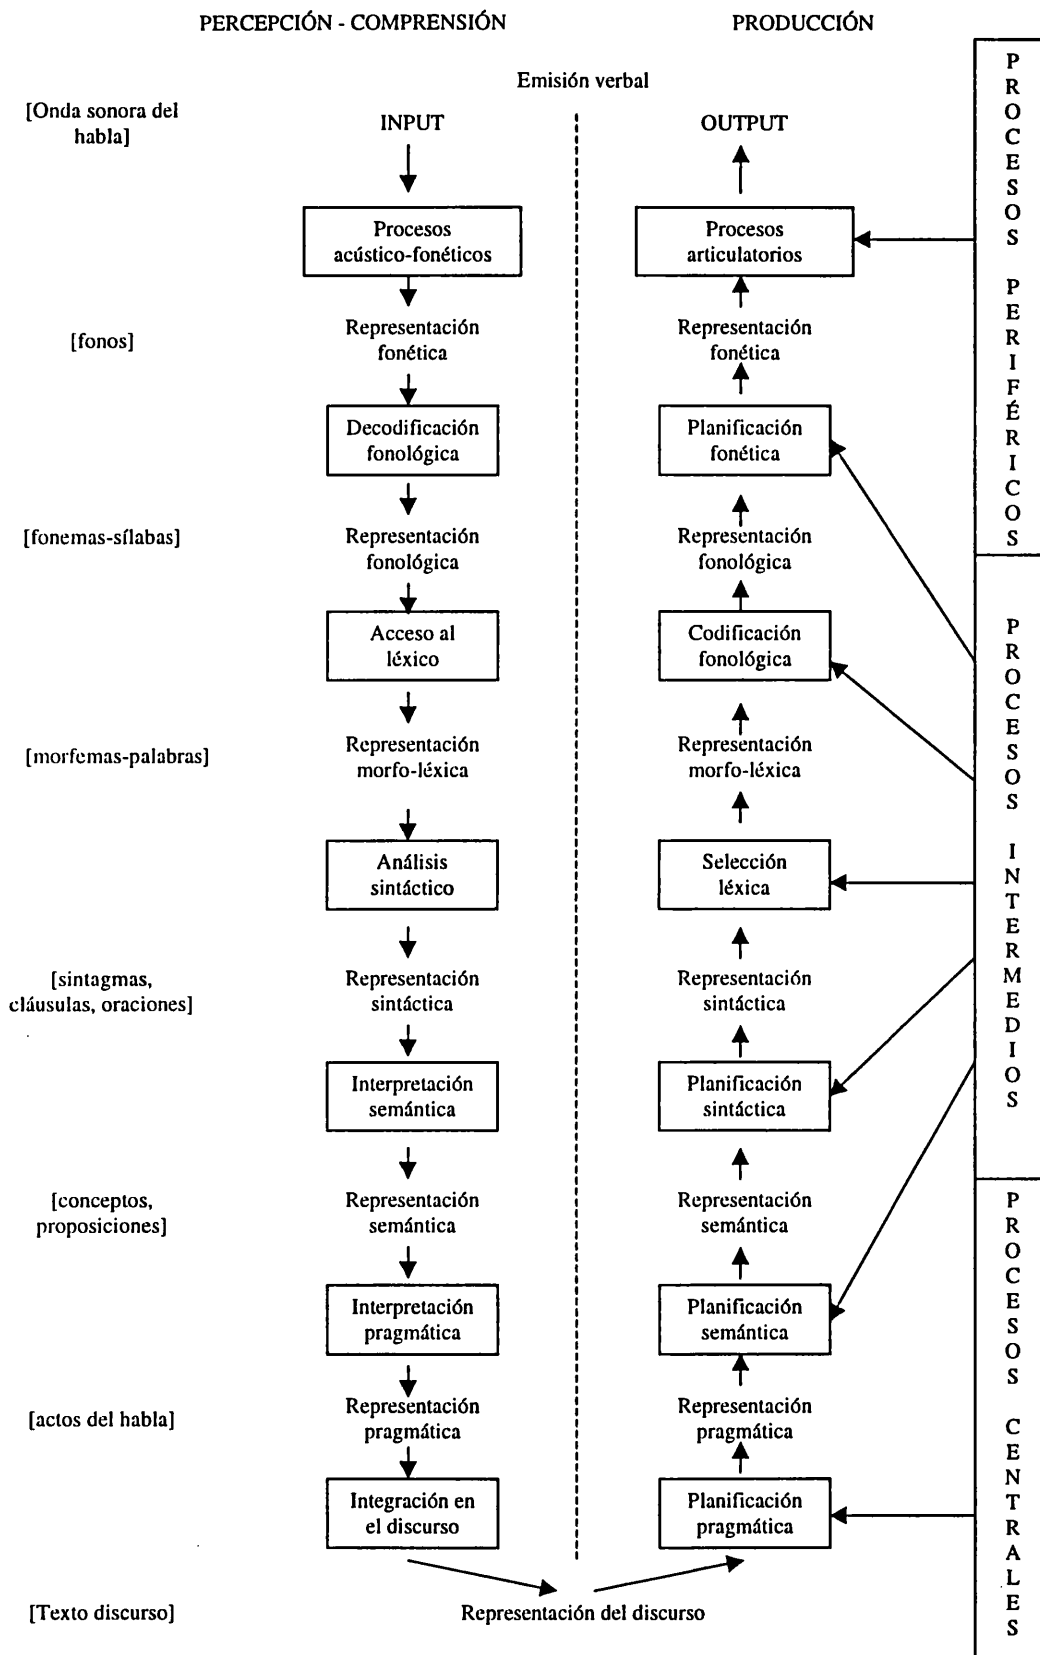 PERCEPCIÓN - COMPRENSIÓN
PRODUCCIÓN
Emisión verbal
[Onda sonora del
habla]
INPUT
OUTPUT
Procesos
acústico-fonéticos
Procesos
articulatorios
[fonos]
Representación
fonética
Representación
fonética
Decodificación
fonológica
Planificación
fonética
[fonemas-sílabas]
Representación
fonológica
Representación
fonológica
Acceso al
léxico
Codificación
fonológica
[morfemas-palabras]
Representación
morfo-léxica
Representación
morfo-léxica
Análisis
sintáctico
Selección
léxica
[sintagmas,
cláusulas, oraciones]
Representación
sintáctica
Representación
sintáctica
Interpretación
semántica
Planificación
sintáctica
[conceptos,
proposiciones]
Representación
semántica
Representación
semántica
Interpretación
pragmática
Planificación
semántica
[actos del habla]
Representación
pragmática
Representación
pragmática
Integración en
el discurso
Planificación
pragmática
[Texto discurso]
Representación del discurso
PROCESOS PERIFÉRICOS
PROCESOS INTERMEDIOS
PROCESOS CENTRALES